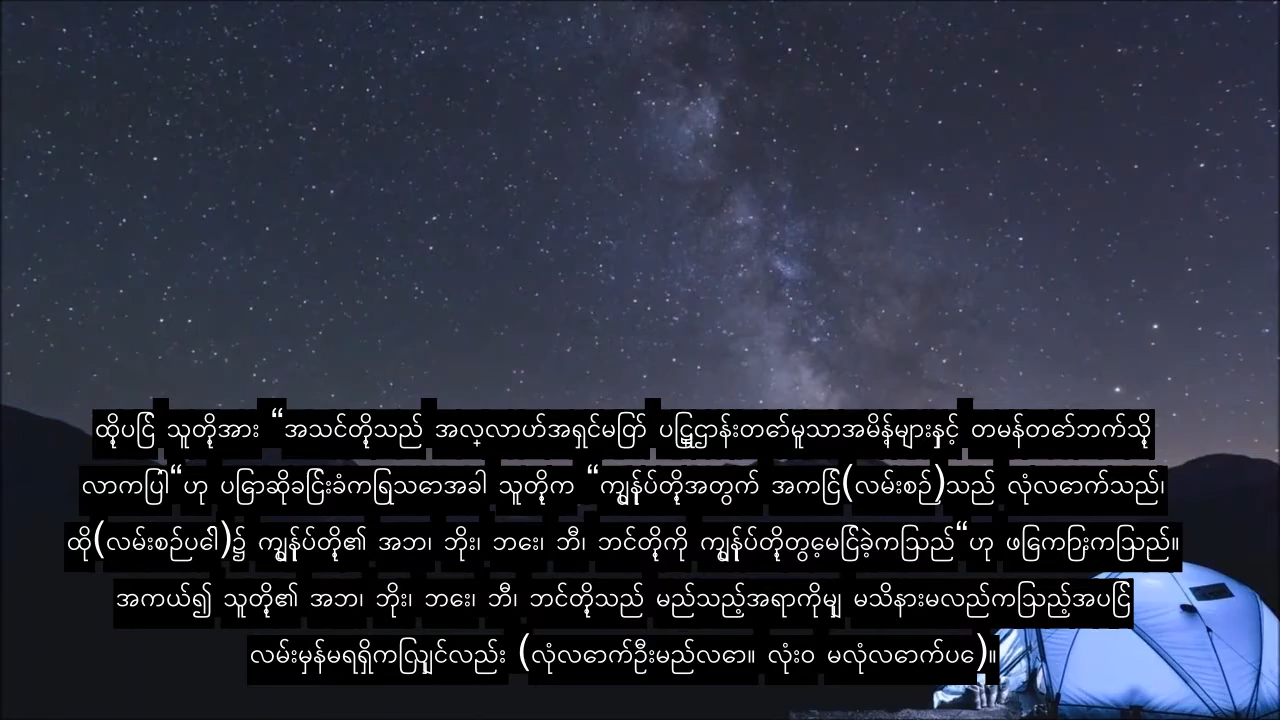 ထို့ပြင် သူတို့အား “အသင်တို့သည် အလ္လာဟ်အရှင်မြတ် ပြဋ္ဌာန်းတော်မူသာအမိန့်များနှင့် တမန်တော်ဘက်သို့
လာကြပါ“ဟု ပြောဆိုခြင်းခံကြရသောအခါ သူတို့က “ကျွန်ုပ်တို့အတွက် အကြင်(လမ်းစဉ်)သည် လုံလောက်သည်၊
ထို(လမ်းစဉ်ပေါ်)၌ ကျွန်ုပ်တို့၏ အဘ၊ ဘိုး၊ ဘေး၊ ဘီ၊ ဘင်တို့ကို ကျွန်ုပ်တို့တွေ့မြင်ခဲ့ကြသည်“ဟု ဖြေကြားကြသည်။
အကယ်၍ သူတို့၏ အဘ၊ ဘိုး၊ ဘေး၊ ဘီ၊ ဘင်တို့သည် မည်သည့်အရာကိုမျှ မသိနားမလည်ကြသည့်အပြင်
လမ်းမှန်မရရှိကြလျှင်လည်း (လုံလောက်ဦးမည်လော။ လုံးဝ မလုံလောက်ပေ)။